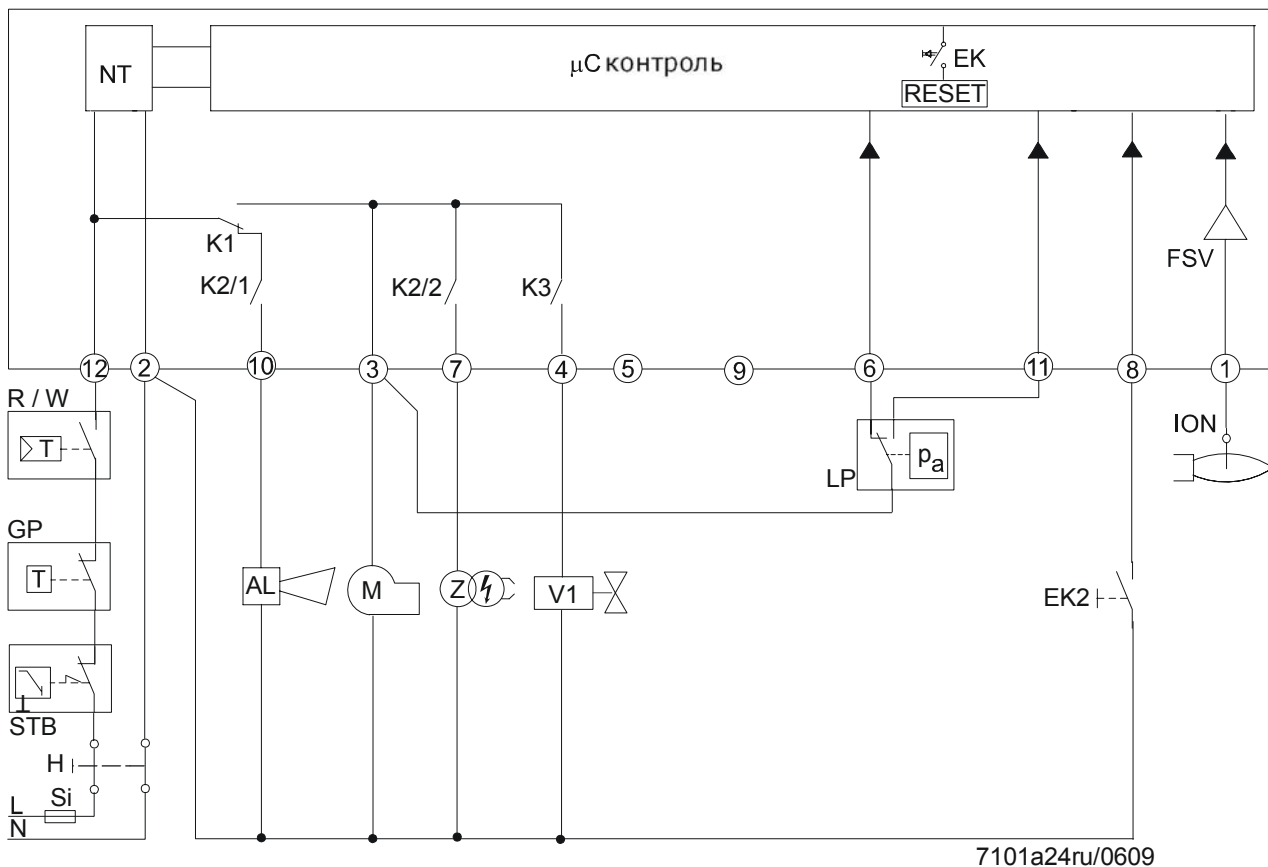 NT
µC контроль
EK
RESET
K1
K2/1
K2/2
K3
FSV
12
2
10
3
7
4
5
9
6
11
8
1
R / W
T
LP
pa
ION
GP
T
AL
M
Z
V1
EK2
STB
H
Si
L
N
7101a24ru/0609